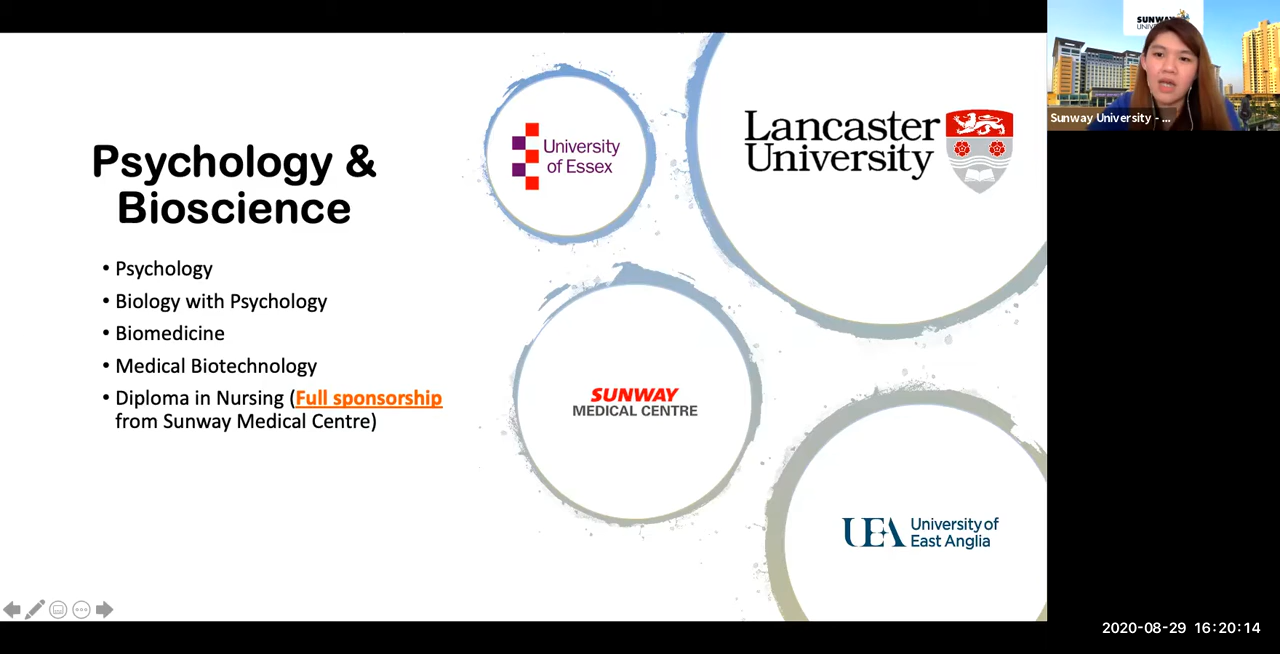 Psychology &
Bioscience
• Psychology
• Biology with Psychology
• Biomedicine
• Medical Biotechnology
• Diploma in Nursing (Full sponsorship
from Sunway Medical Centre)
University
of Essex
Lancaster
University
SUNWAY
MEDICAL CENTRE
UEA University of
East Anglia
SUNWAY
Sunway University - ...
2020-08-29 16:20:14